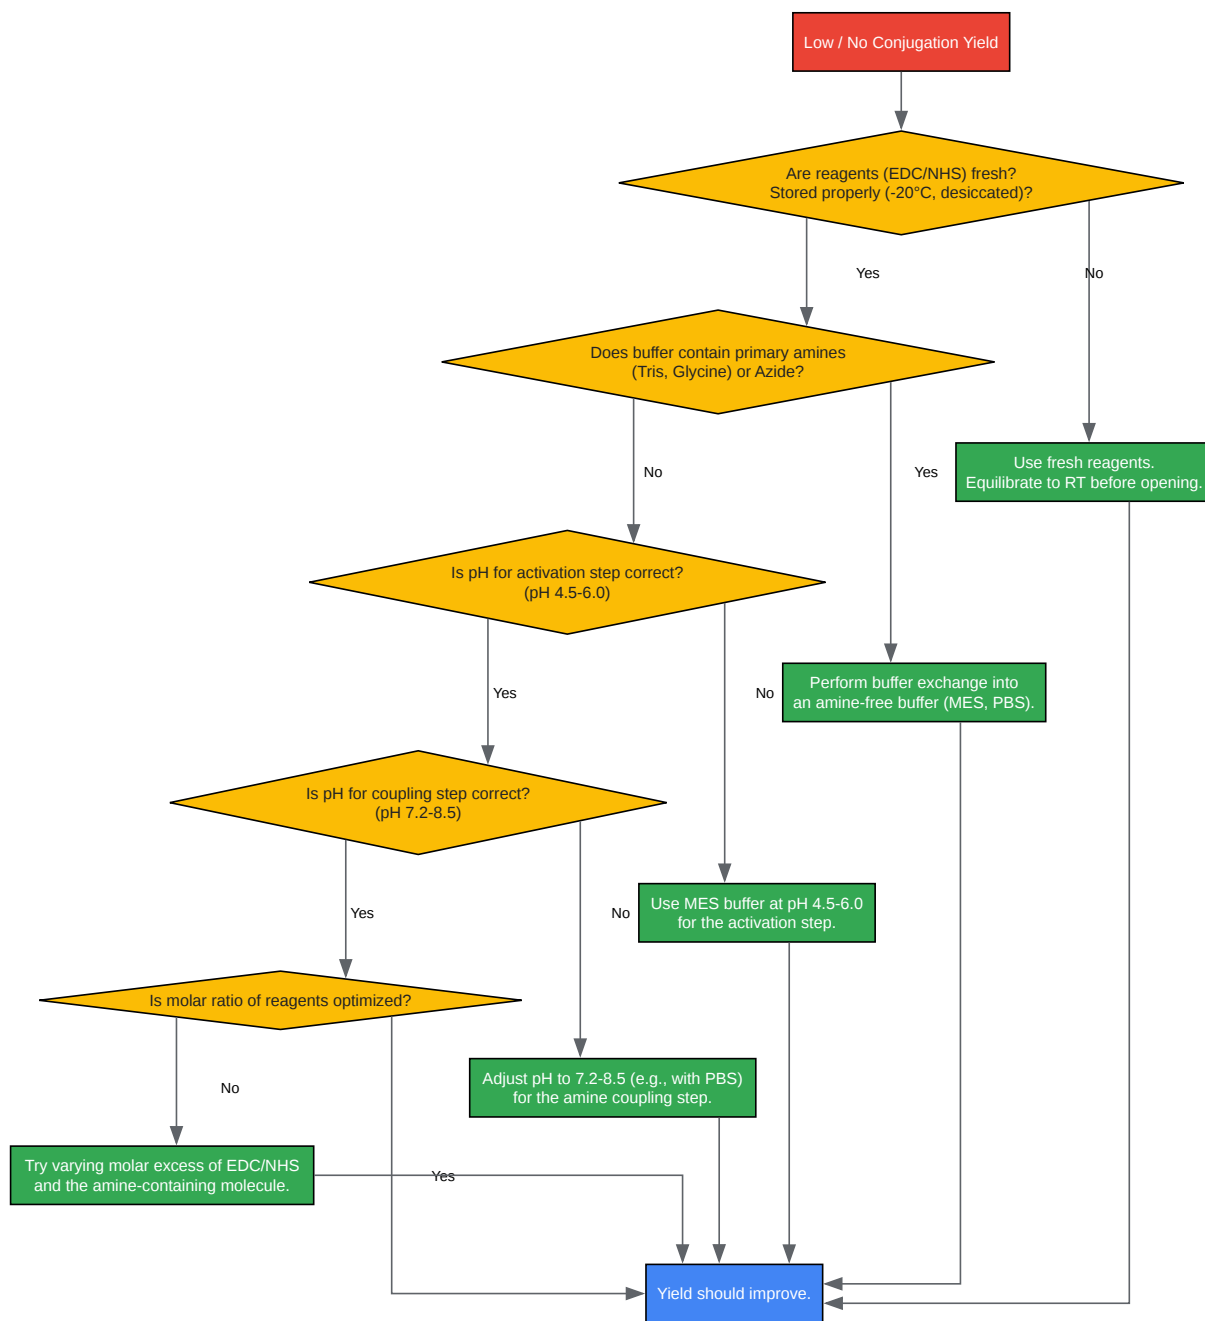 Low / No Conjugation Yield
Are reagents (EDC/NHS) fresh?
Stored properly (-20°C, desiccated)?
Yes
No
Does buffer contain primary amines
(Tris, Glycine) or Azide?
No
Yes
Use fresh reagents.
Equilibrate to RT before opening.
Is pH for activation step correct?
(pH 4.5-6.0)
Yes
No
Perform buffer exchange into
an amine-free buffer (MES, PBS).
Is pH for coupling step correct?
(pH 7.2-8.5)
Yes
No
Use MES buffer at pH 4.5-6.0
for the activation step.
Is molar ratio of reagents optimized?
No
Adjust pH to 7.2-8.5 (e.g., with PBS)
for the amine coupling step.
Try varying molar excess of EDC/NHS
and the amine-containing molecule.
Yes
Yield should improve.